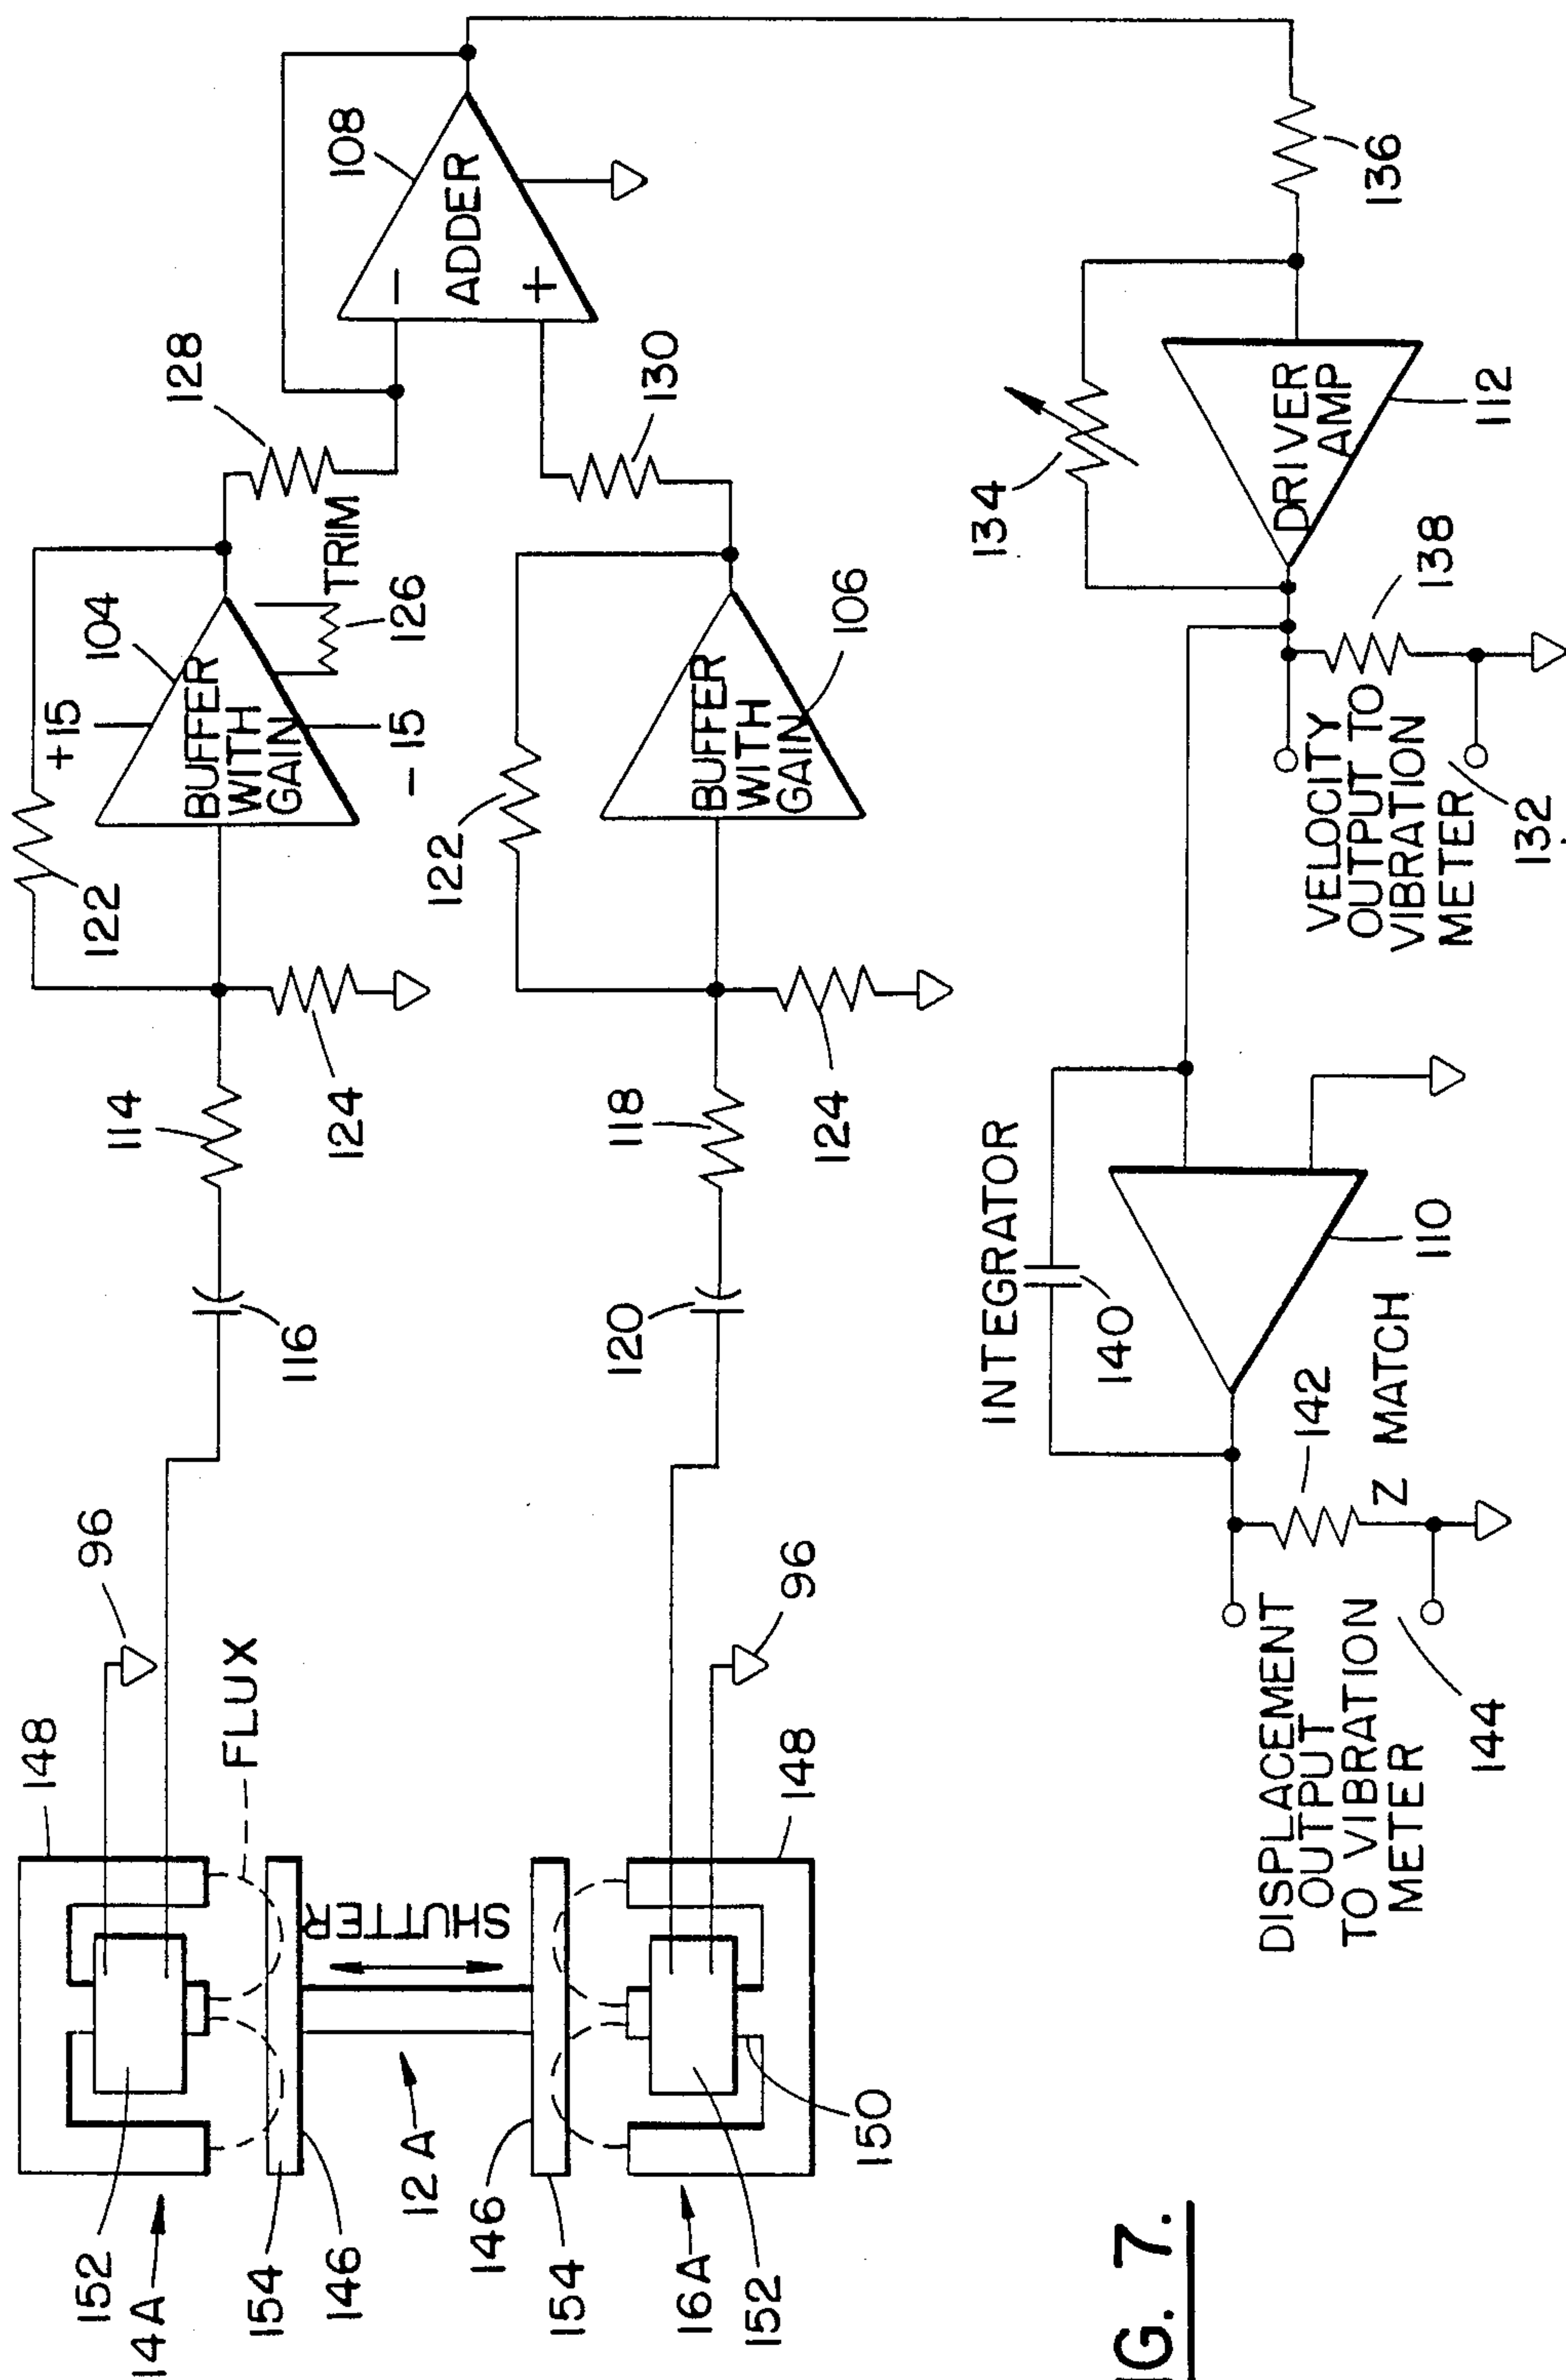 148
96
FLUX
152
14A
154
146
SHUTTER
12A
146
154
16A
152
150
148
96
116
114
122
124
+15
104
BUFFER
WITH
GAIN
-15
126
TRIM
128
120
118
122
124
BUFFER
WITH
GAIN
106
130
108
-
ADDER
+
136
134
DRIVER
AMP
112
138
VELOCITY
OUTPUT TO
VIBRATION
METER
132
INTEGRATOR
140
110
142
Z MATCH
DISPLACEMENT
OUTPUT
TO VIBRATION
METER
144
IG. 7.